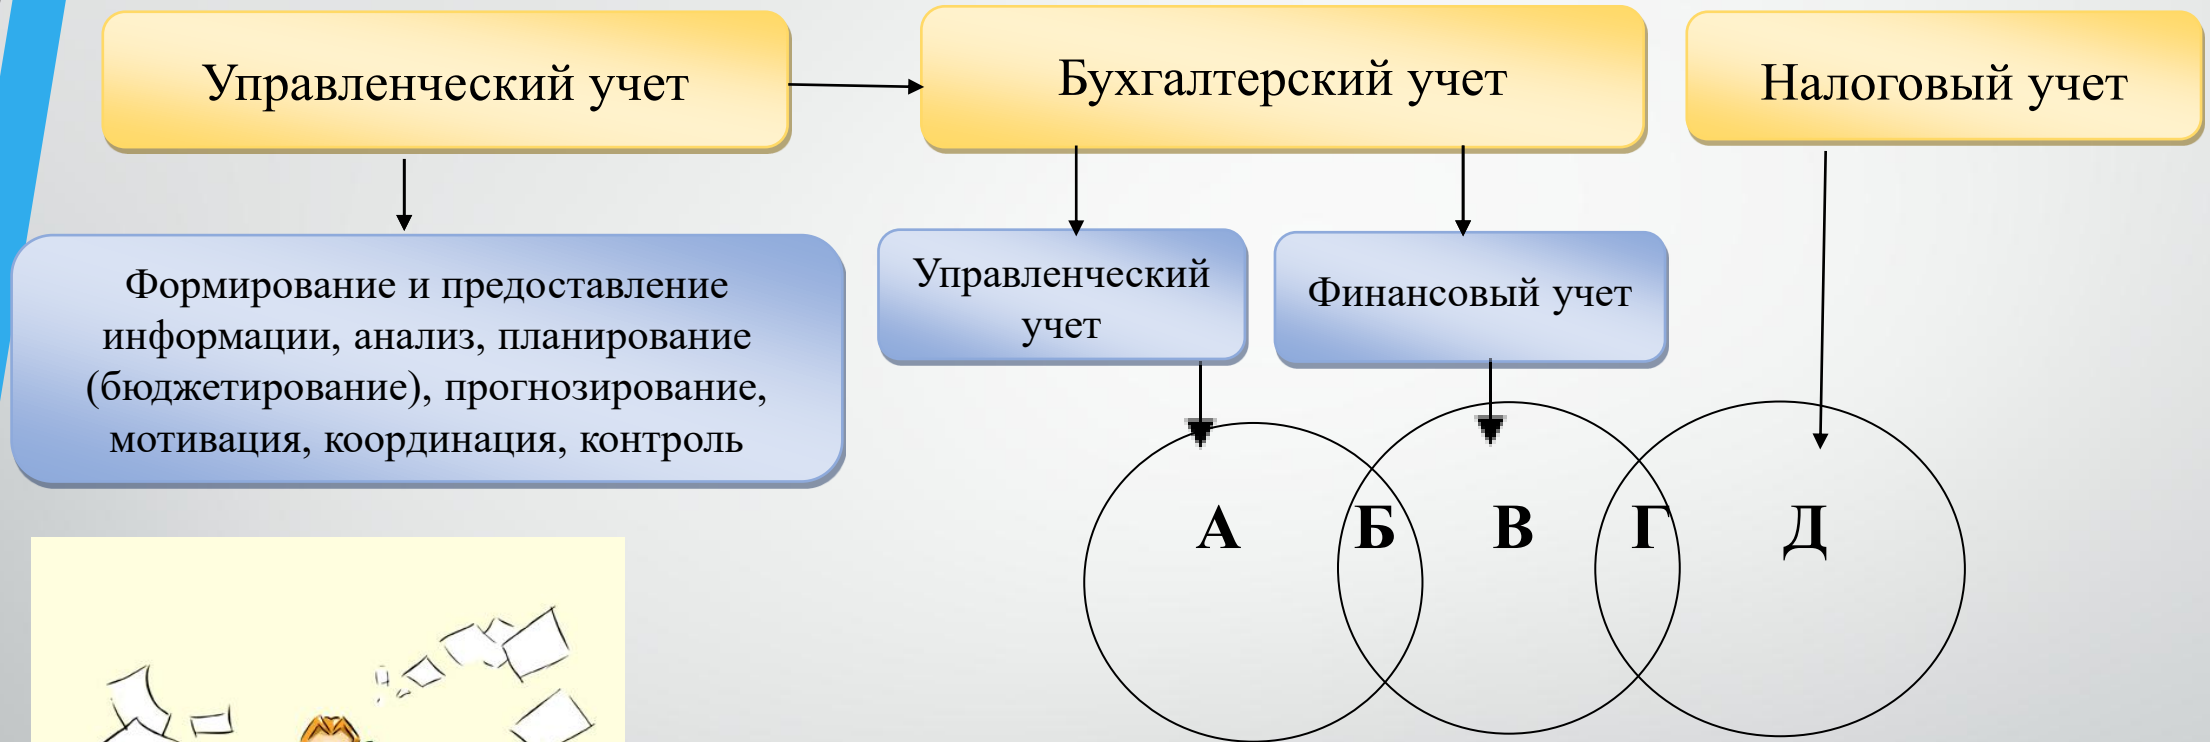 Управленческий учет
Бухгалтерский учет
Налоговый учет
Формирование и предоставление
информации, анализ, планирование
(бюджетирование), прогнозирование,
мотивация, координация, контроль
Управленческий
учет
Финансовый учет
А Б В Г Д